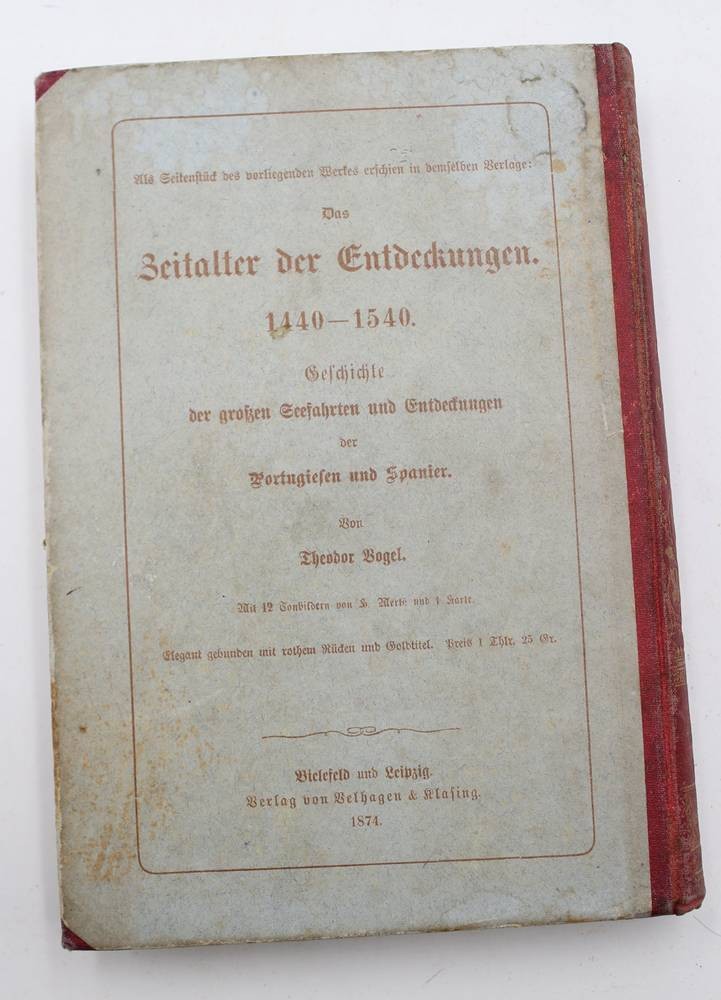 Als Seitenstück des vorliegenden Werkes erschien in demselben Verlage:
Das
Zeitalter der Entdeckungen.
1440—1540.
Geschichte
der großen Seefahrten und Entdeckungen
der
Portugiesen und Spanier.
Von
Theodor Vogel.
Mit 12 Tonbildern von H. Merté und 1 Karte.
Elegant gebunden mit rothem Rücken und Goldtitel. Preis 1 Thlr. 25 Gr.
Bielefeld und Leipzig.
Verlag von Velhagen & Klasing.
1874.